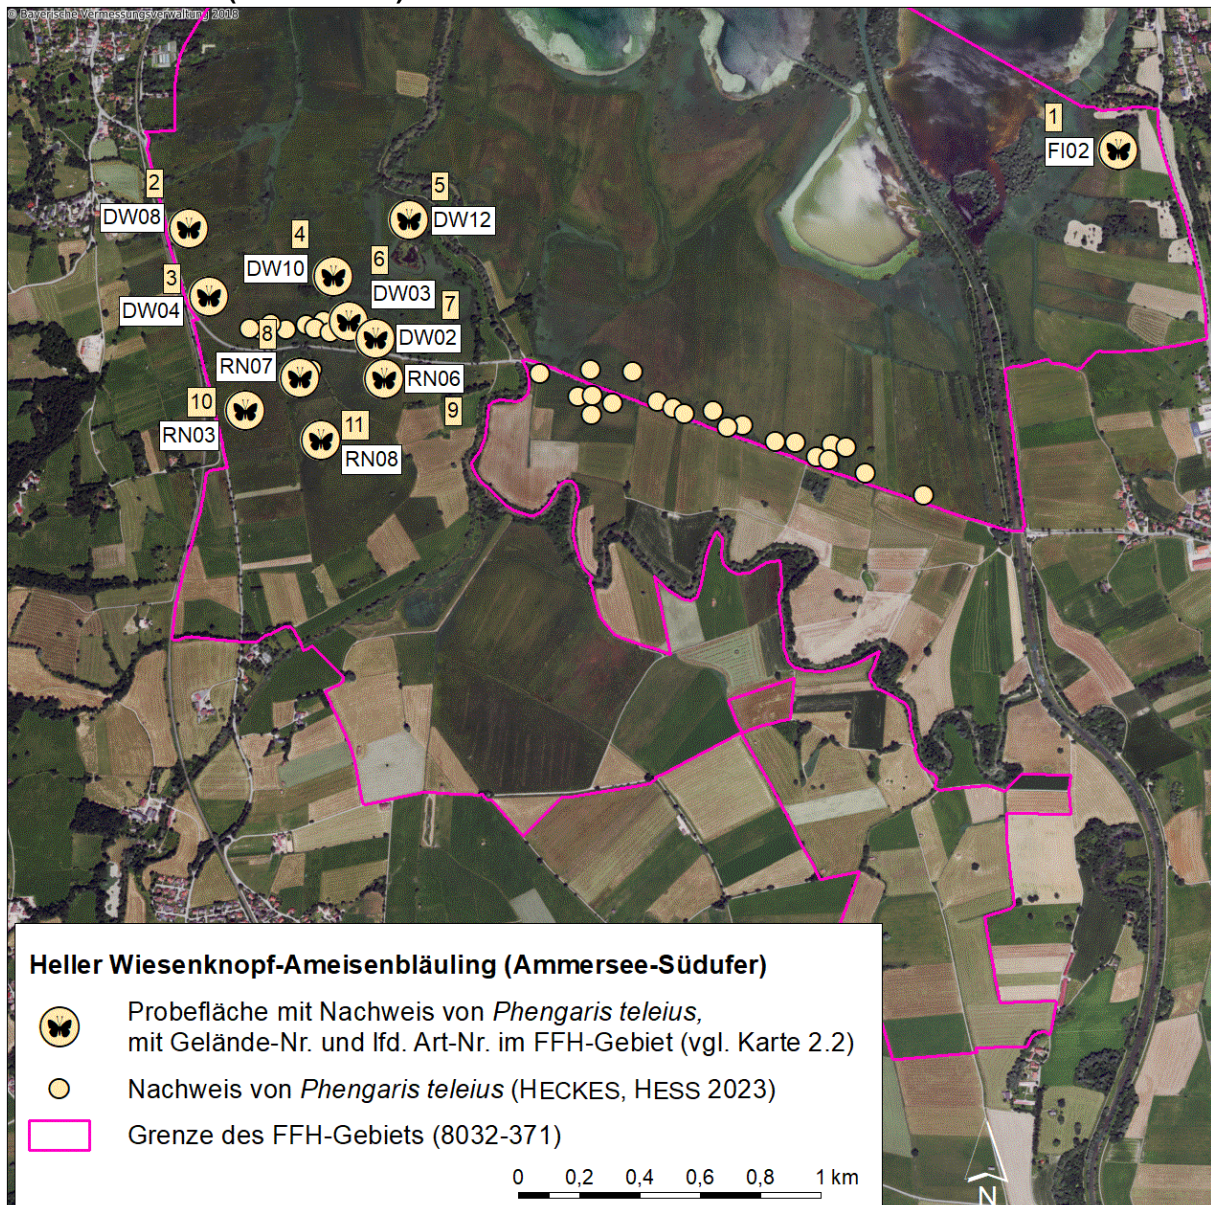 © Bayerische Vermessungsverwaltung 2018
1
FI02
2
DW08
5
DW12
4
DW10
6
DW03
3
DW04
7
DW02
8
RN07
RN06
9
10
RN03
11
RN08
Heller Wiesenknopf-Ameisenbläuling (Ammersee-Südufer)
Probefläche mit Nachweis von Phengaris teleius,
mit Gelände-Nr. und lfd. Art-Nr. im FFH-Gebiet (vgl. Karte 2.2)
Nachweis von Phengaris teleius (HECKES, HESS 2023)
Grenze des FFH-Gebiets (8032-371)
0 0,2 0,4 0,6 0,8 1 km
N